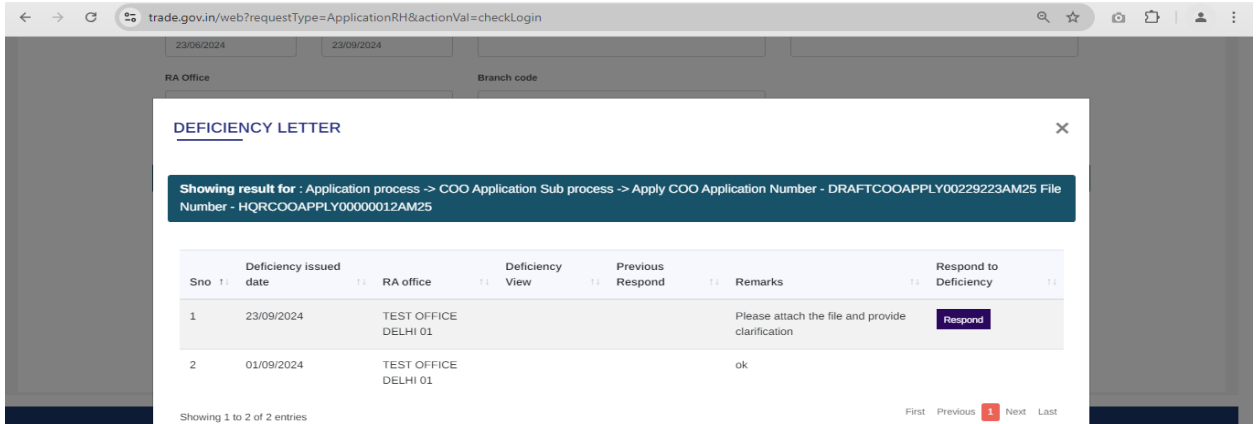 trade.gov.in/web?requestType=ApplicationRH&actionVal=checkLogin
23/06/2024 23/09/2024
RA Office Branch code
DEFICIENCY LETTER ×
Showing result for : Application process -> COO Application Sub process -> Apply COO Application Number - DRAFTCOOAPPLY00229223AM25 File
Number - HQRCOOAPPLY00000012AM25
Deficiency issued Deficiency Previous Respond to
Sno ↑↓ date ↑↓ RA office ↑↓ View ↑↓ Respond ↑↓ Remarks ↑↓ Deficiency ↑↓
1 23/09/2024 TEST OFFICE Please attach the file and provide Respond
DELHI 01 clarification
2 01/09/2024 TEST OFFICE ok
DELHI 01
Showing 1 to 2 of 2 entries First Previous 1 Next Last